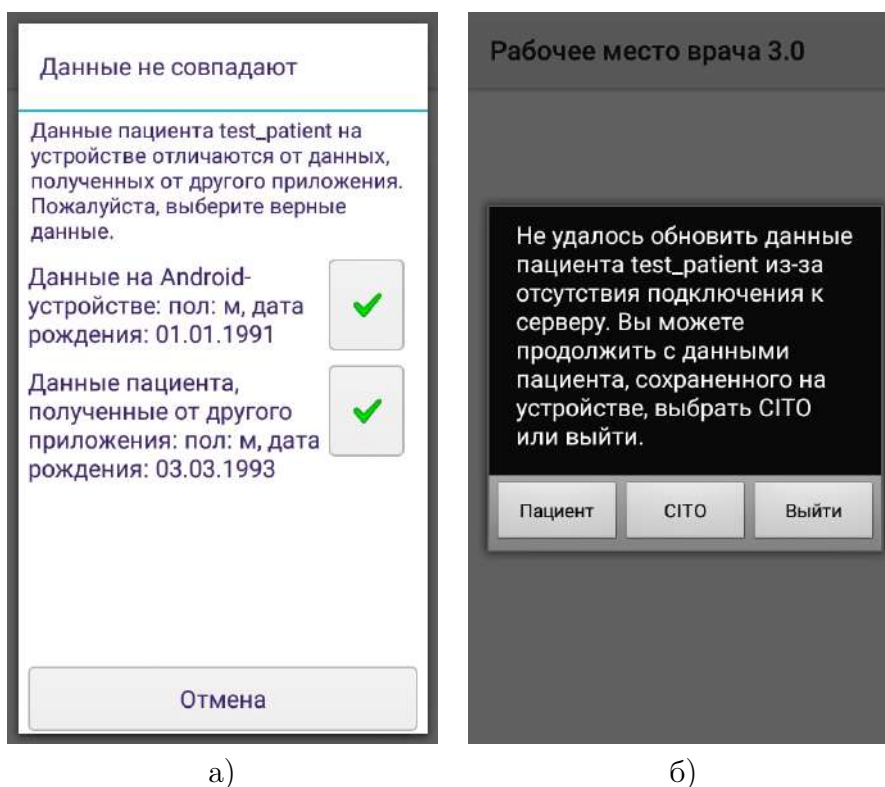 Данные не совпадают
Данные пациента test_patient на
устройстве отличаются от данных,
полученных от другого приложения.
Пожалуйста, выберите верные
данные.
Данные на Android-
устройстве: пол: м, дата
рождения: 01.01.1991
Данные пациента,
полученные от другого
приложения: пол: м, дата
рождения: 03.03.1993
Отмена
а)
Рабочее место врача 3.0
Не удалось обновить данные
пациента test_patient из-за
отсутствия подключения к
серверу. Вы можете
продолжить с данными
пациента, сохраненного на
устройстве, выбрать CITO
или выйти.
Пациент CITO Выйти
б)